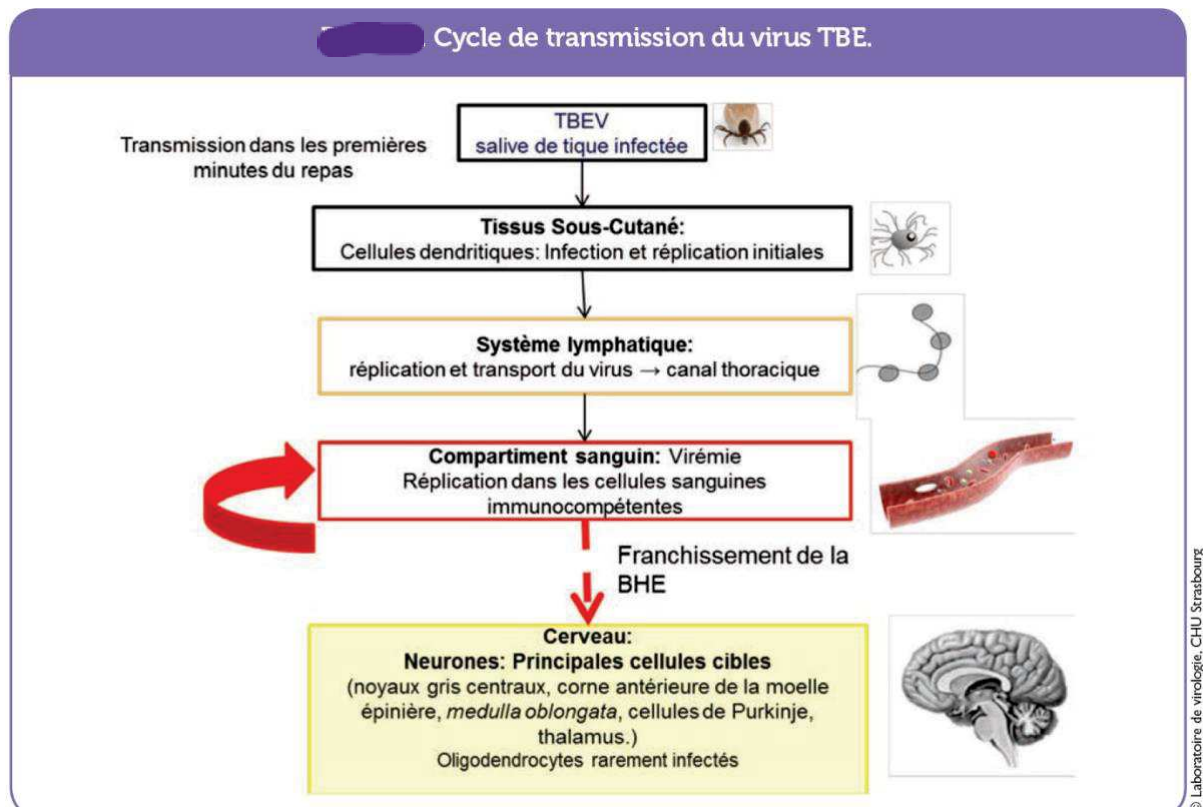 Cycle de transmission du virus TBE.
TBEV
salive de tique infectée
Transmission dans les premières
minutes du repas
Tissus Sous-Cutané:
Cellules dendritiques: Infection et réplication initiales
Système lymphatique:
réplication et transport du virus → canal thoracique
Compartiment sanguin: Virémie
Réplication dans les cellules sanguines
immunocompétentes
Franchissement de la
BHE
Cerveau:
Neurones: Principales cellules cibles
(noyaux gris centraux, corne antérieure de la moelle
épinière, medulla oblongata, cellules de Purkinje,
thalamus.)
Oligodendrocytes rarement infectés
© Laboratoire de virologie, CHU Strasbourg